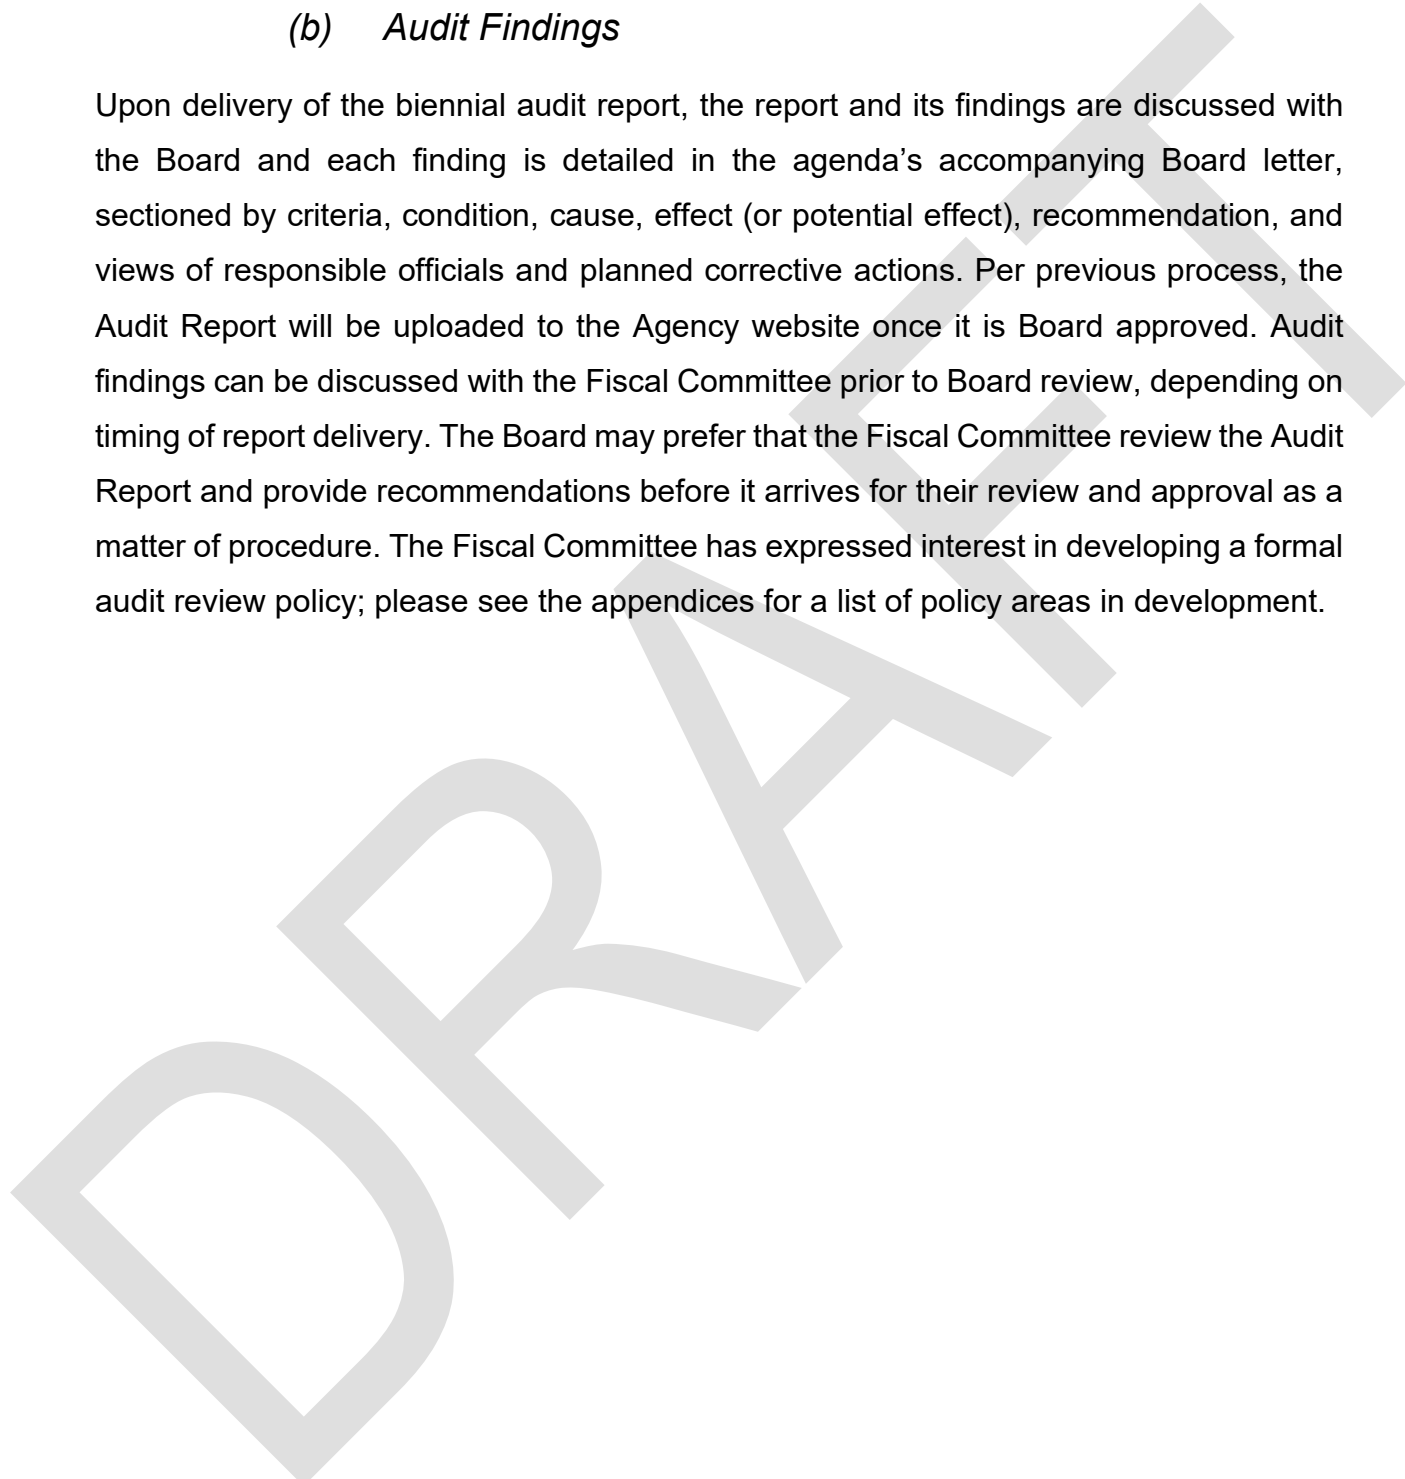 (b) Audit Findings
Upon delivery of the biennial audit report, the report and its findings are discussed with
the Board and each finding is detailed in the agenda’s accompanying Board letter,
sectioned by criteria, condition, cause, effect (or potential effect), recommendation, and
views of responsible officials and planned corrective actions. Per previous process, the
Audit Report will be uploaded to the Agency website once it is Board approved. Audit
findings can be discussed with the Fiscal Committee prior to Board review, depending on
timing of report delivery. The Board may prefer that the Fiscal Committee review the Audit
Report and provide recommendations before it arrives for their review and approval as a
matter of procedure. The Fiscal Committee has expressed interest in developing a formal
audit review policy; please see the appendices for a list of policy areas in development.
DRAFT